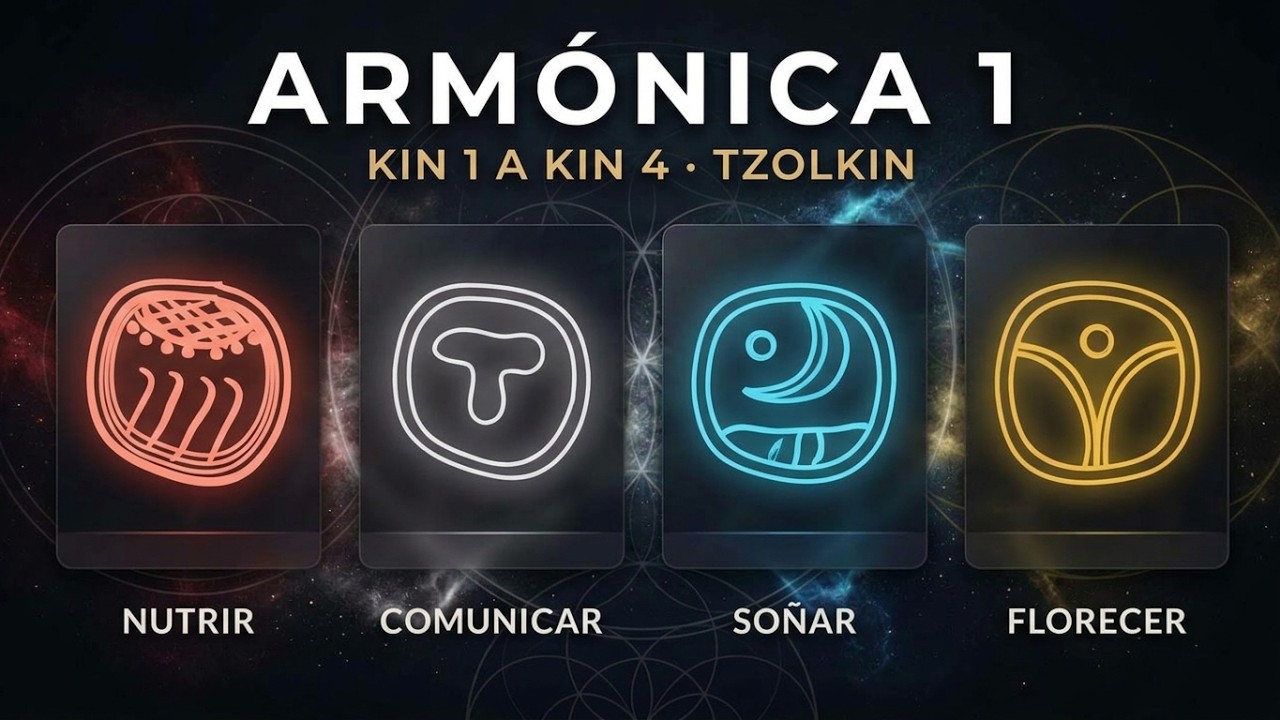 ARMÓNICA 1
KIN 1 A KIN 4 · TZOLKIN
NUTRIR
COMUNICAR
SOÑAR
FLORECER